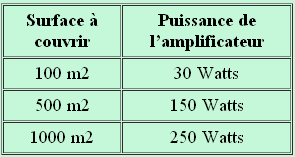 Surface à couvrir
Puissance de l’amplificateur
100 m2 30 Watts
500 m2 150 Watts
1000 m2 250 Watts